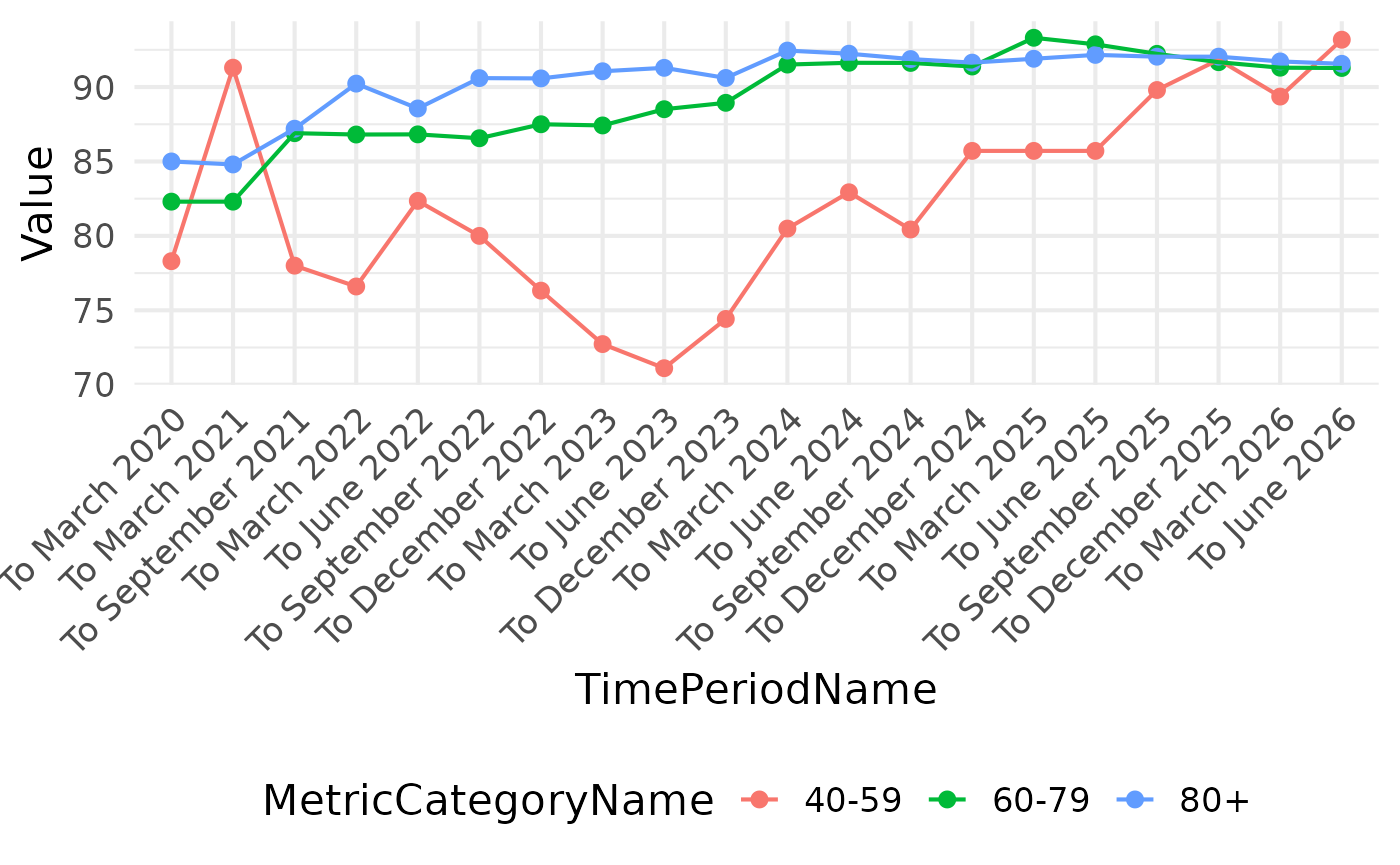 Value
90
85
80
75
70
To March 2020
To March 2021
To September 2021
To March 2022
To June 2022
To September 2022
To December 2022
To March 2023
To June 2023
To December 2023
To March 2024
To June 2024
To September 2024
To December 2024
To March 2025
To June 2025
To September 2025
To December 2025
To March 2026
To June 2026
TimePeriodName
MetricCategoryName 40-59 60-79 80+